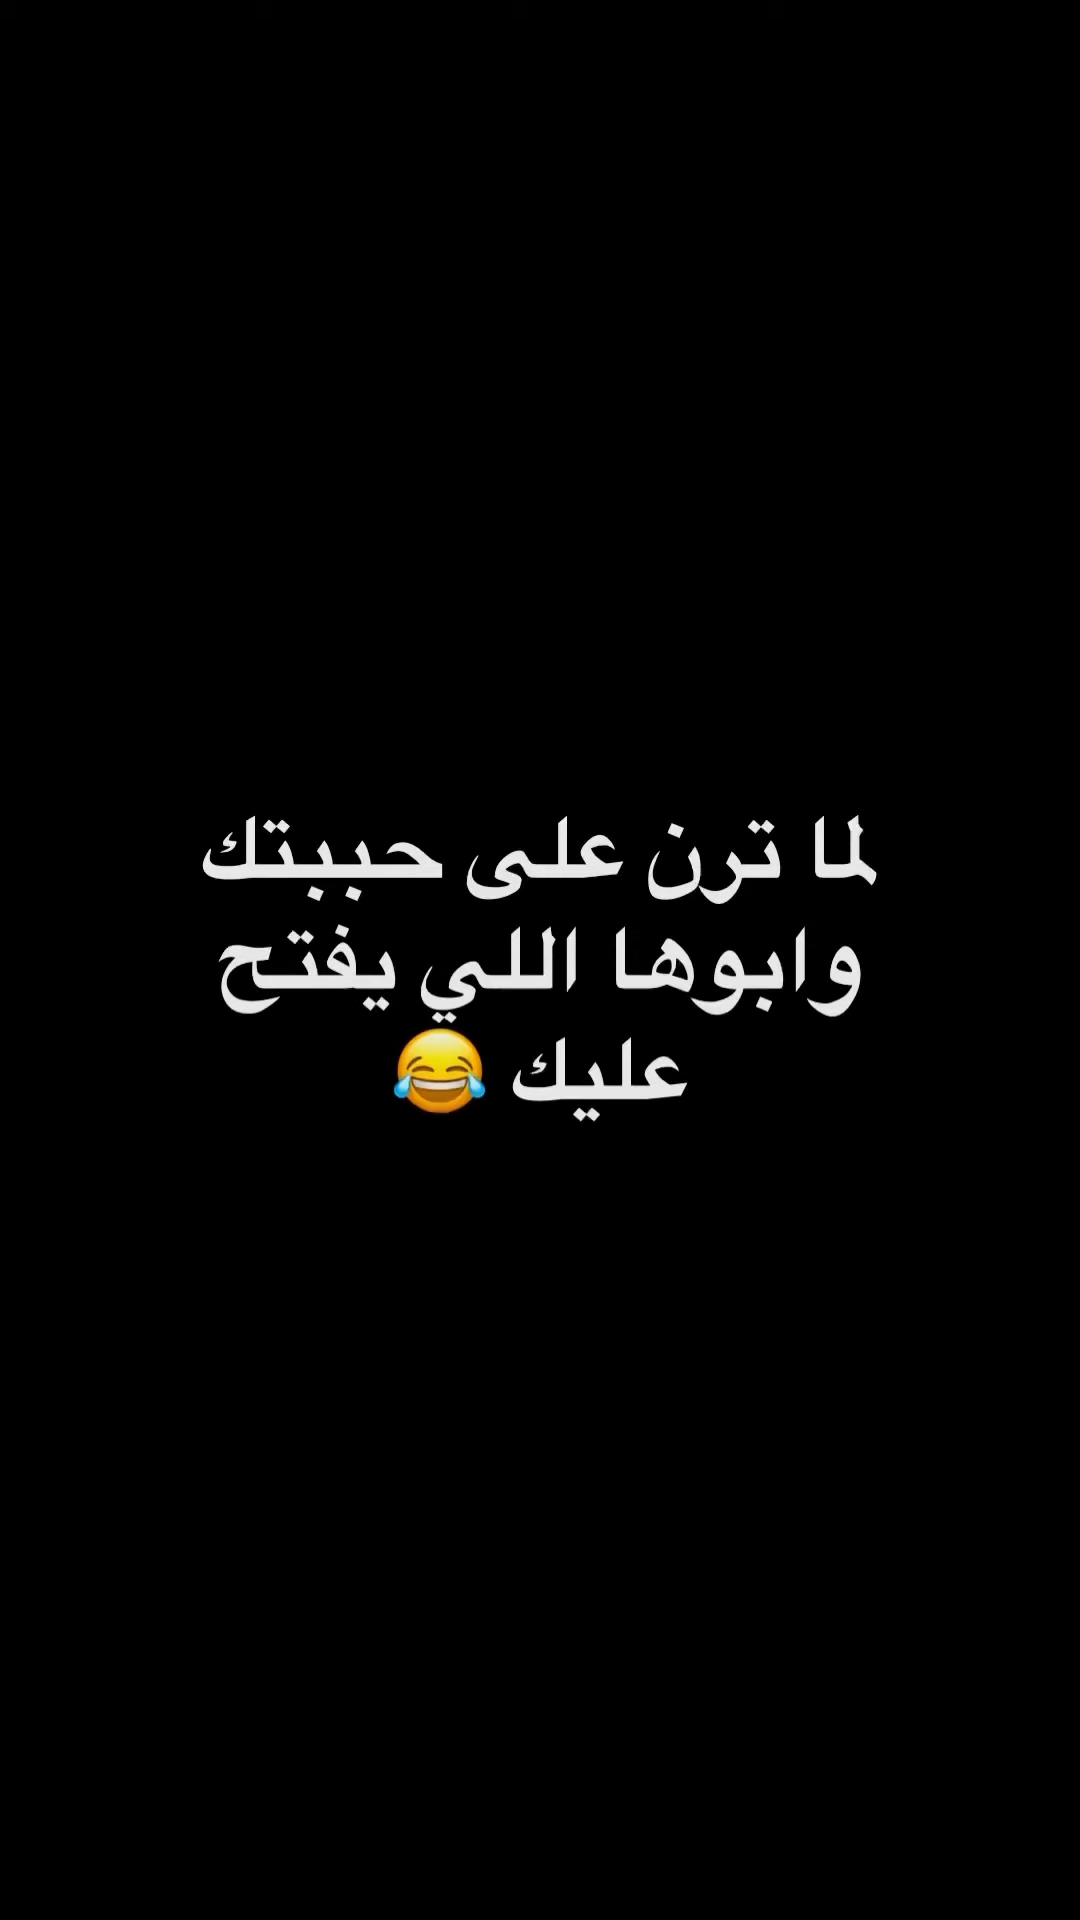 لما ترن على حببتك
وابوها اللي يفتح
عليك 😂